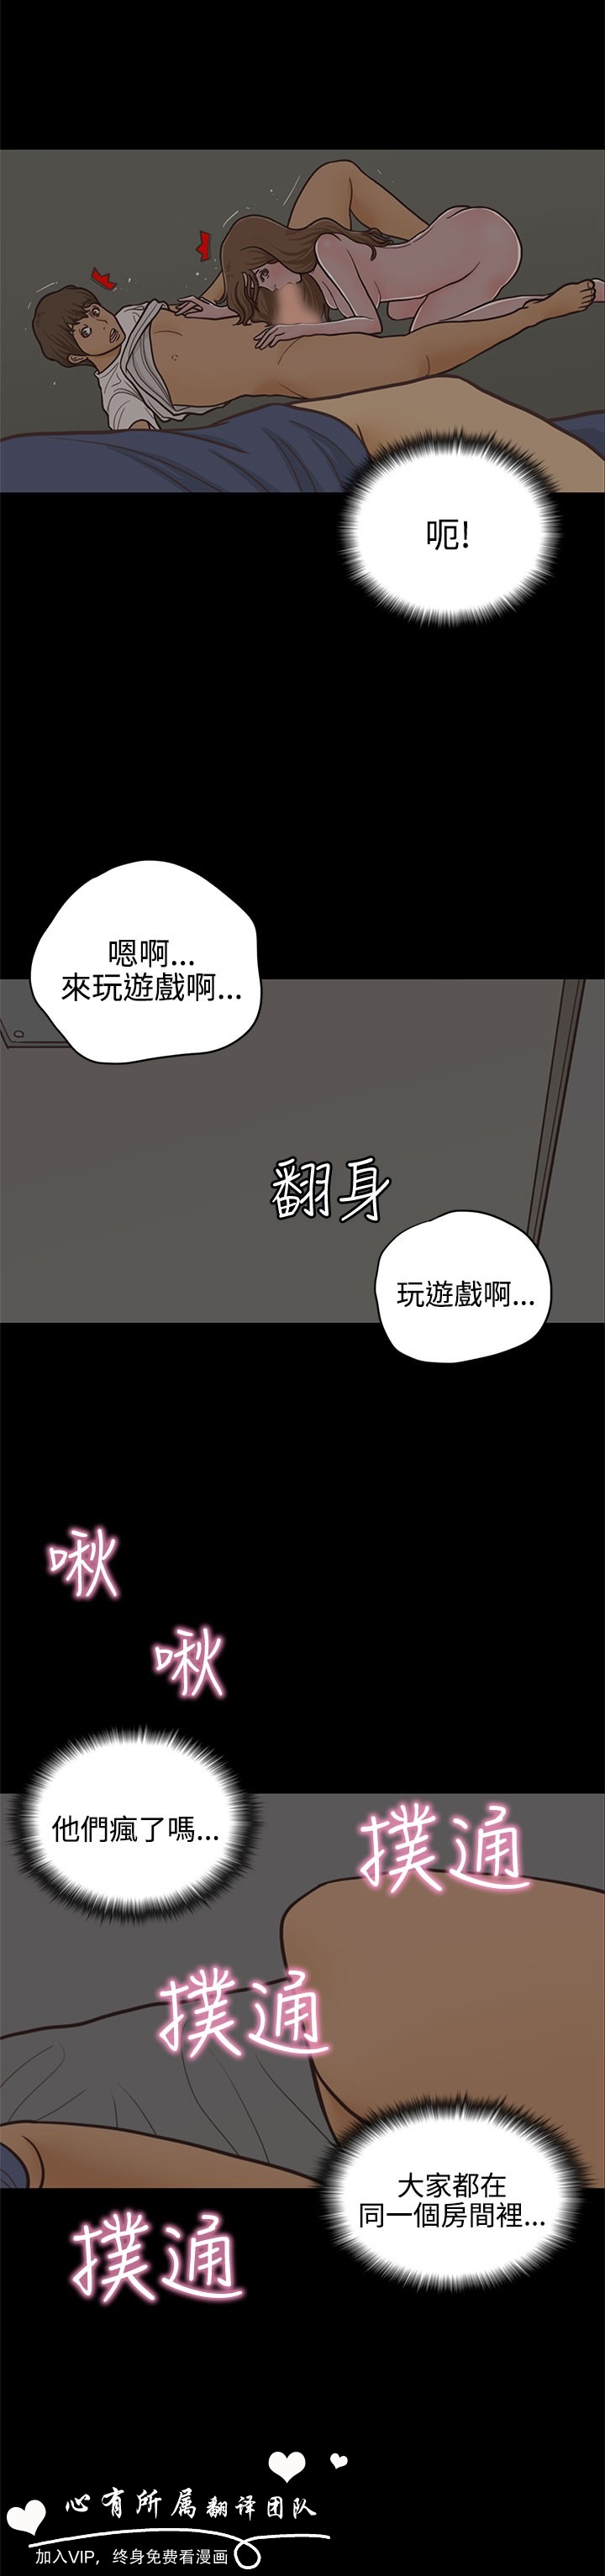 呃!
嗯啊...
來玩遊戲啊...
翻身
玩遊戲啊...
啾
啾
他們瘋了嗎...
撲通
撲通
大家都在
同一個房間裡...
撲通
心有所属翻译团队
加入VIP，终身免费看漫画